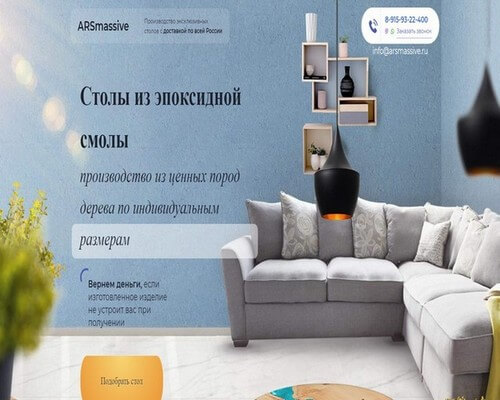 ARSmassive
Производство эксклюзивных
столов с доставкой по всей России
8-915-93-22-400
Заказать звонок
info@arsmassive.ru
Столы из эпоксидной
смолы
производство из ценных пород
дерева по индивидуальным
размерам
Вернем деньги, если
изготовленное изделие
не устроит вас при
получении
Подобрать стол